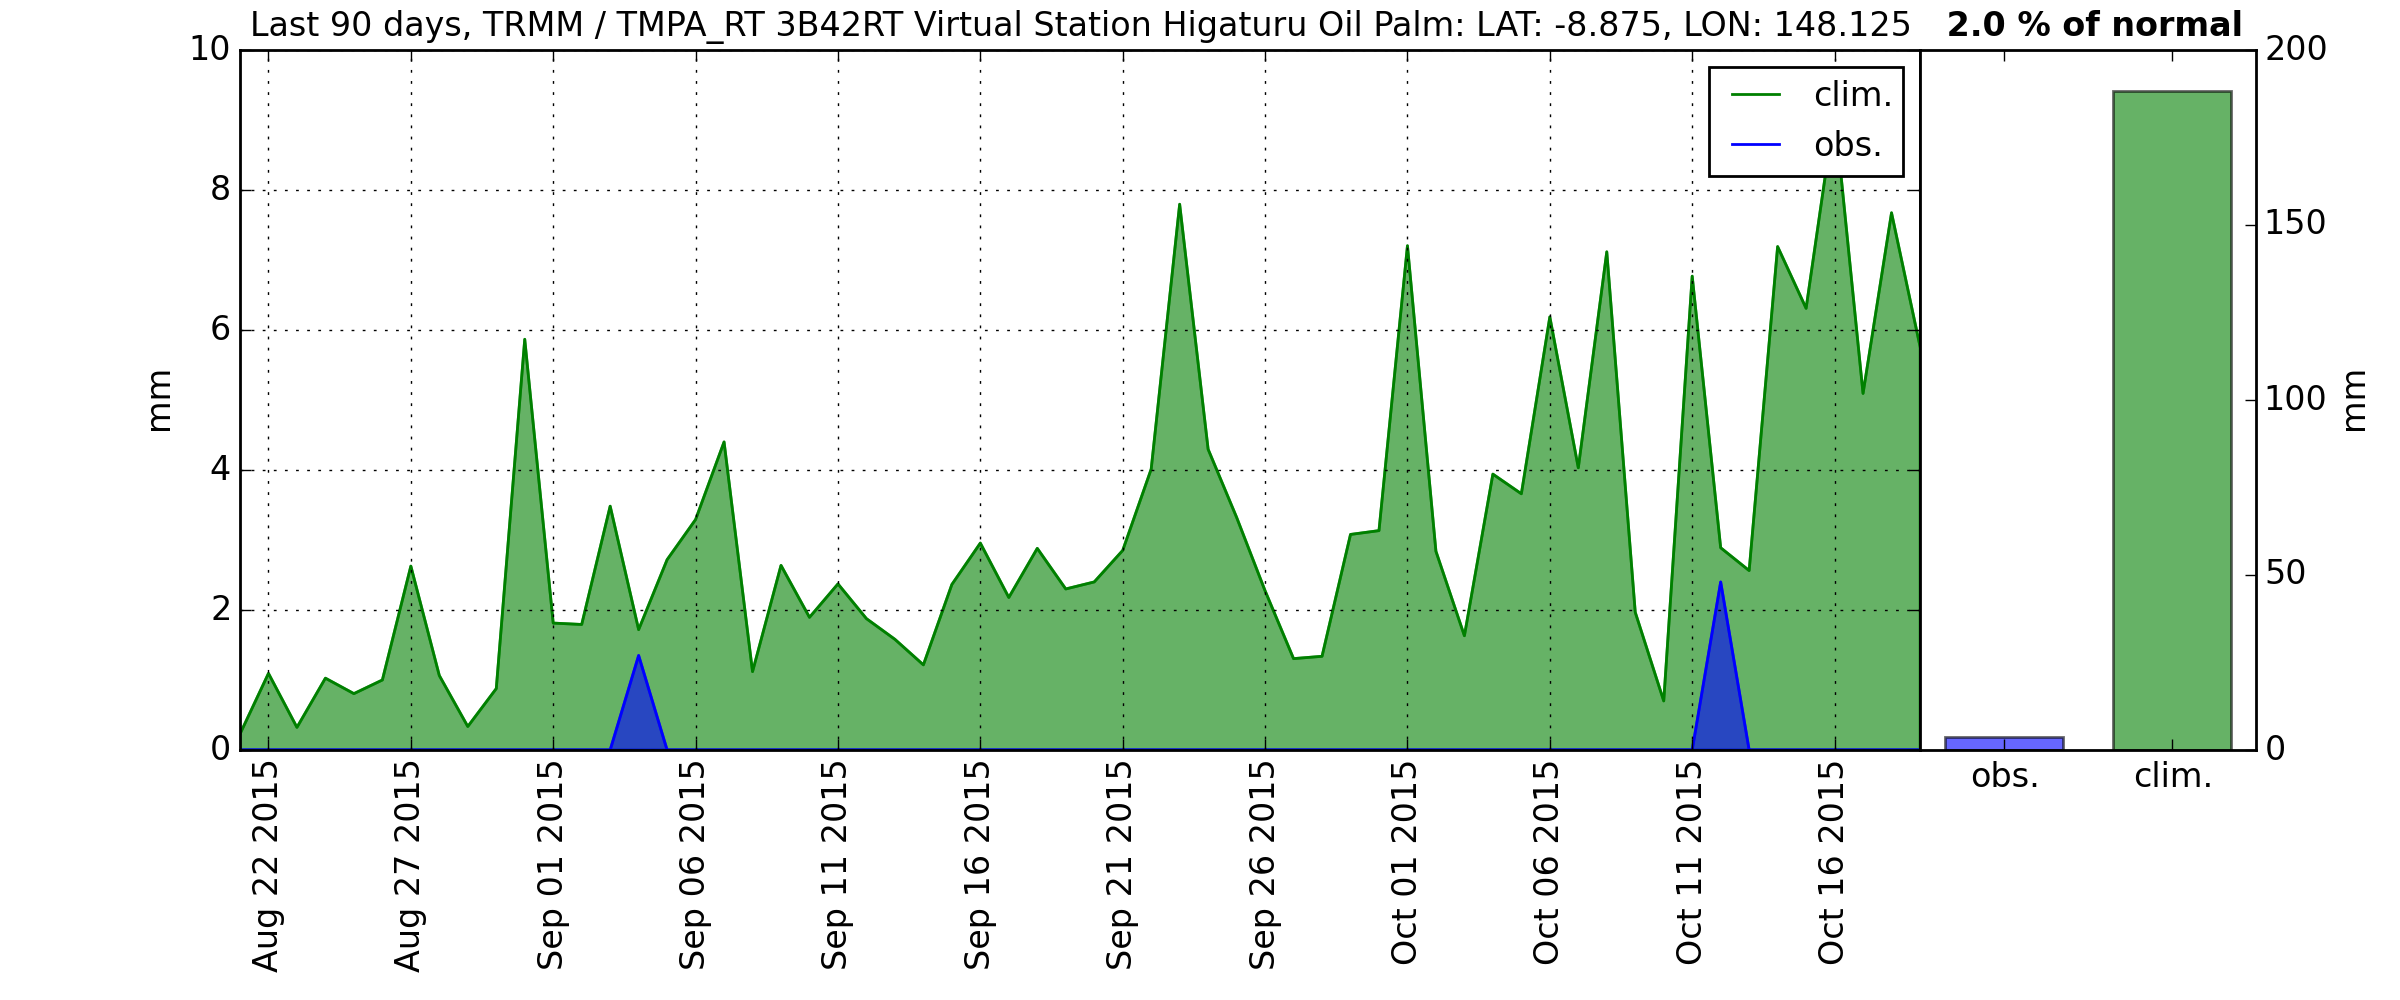 Last 90 days, TRMM / TMPA_RT 3B42RT Virtual Station Higaturu Oil Palm: LAT: -8.875, LON: 148.125
2.0 % of normal
10
8
6
4
2
0
mm
clim.
obs.
200
150
100
50
0
mm
Aug 22 2015
Aug 27 2015
Sep 01 2015
Sep 06 2015
Sep 11 2015
Sep 16 2015
Sep 21 2015
Sep 26 2015
Oct 01 2015
Oct 06 2015
Oct 11 2015
Oct 16 2015
obs.
clim.